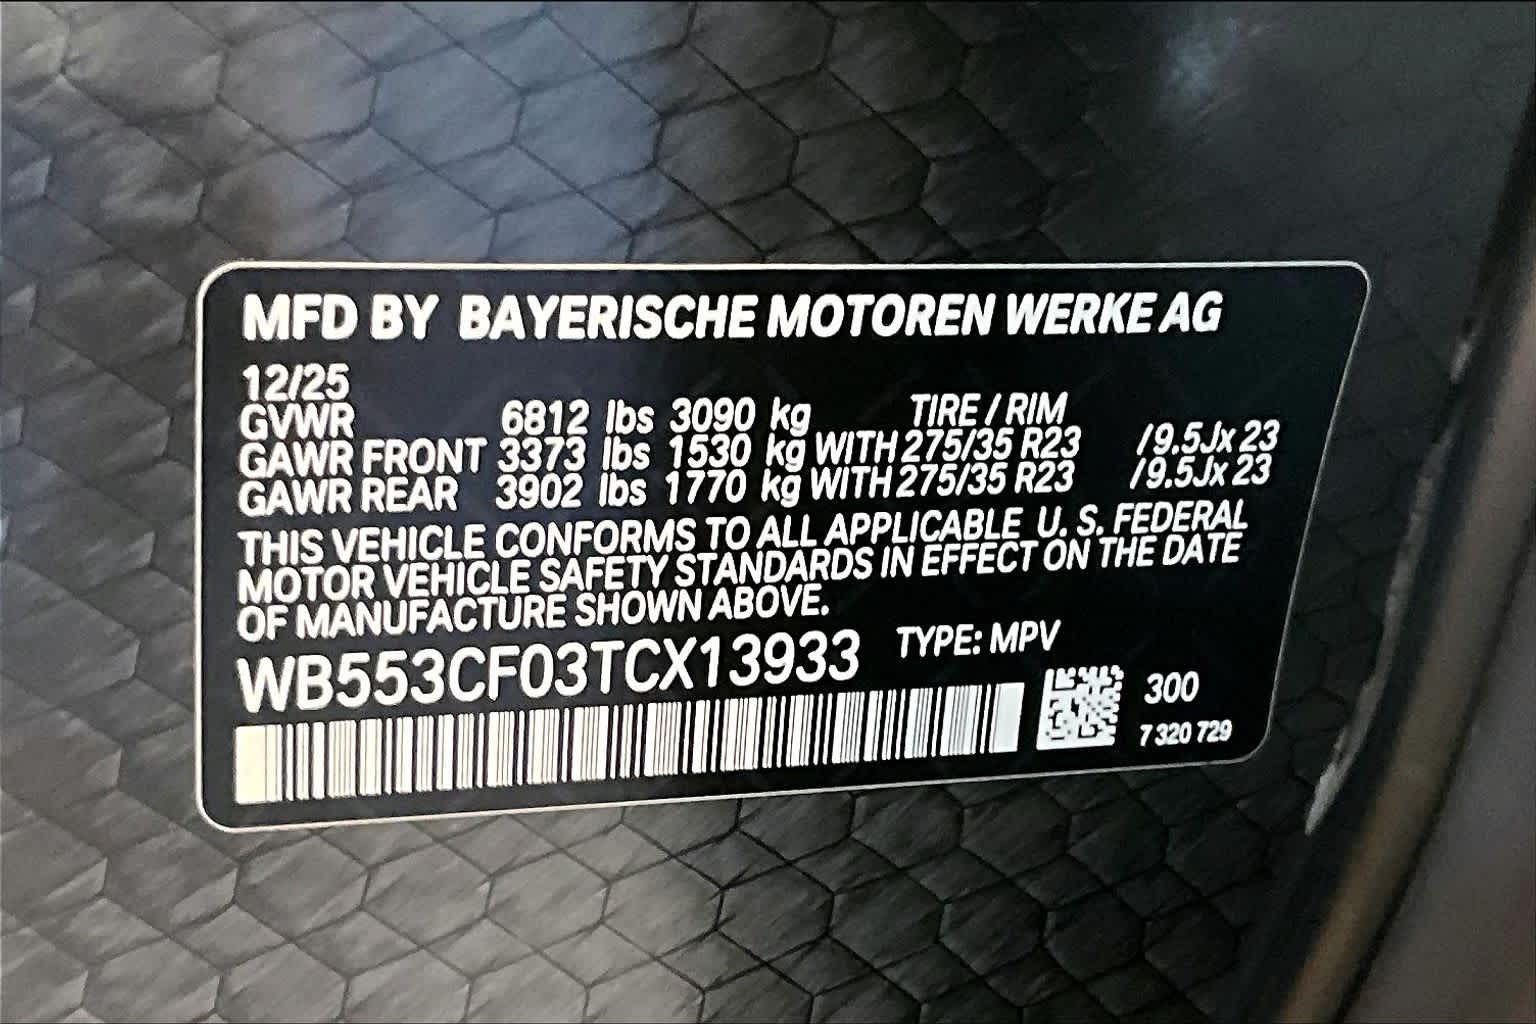 MFD BY BAYERISCHE MOTOREN WERKE AG
12/25
GVWR 6812 lbs 3090 kg TIRE / RIM
GAWR FRONT 3373 lbs 1530 kg WITH 275/35 R23 /9.5Jx 23
GAWR REAR 3902 lbs 1770 kg WITH 275/35 R23 /9.5Jx 23
THIS VEHICLE CONFORMS TO ALL APPLICABLE U. S. FEDERAL
MOTOR VEHICLE SAFETY STANDARDS IN EFFECT ON THE DATE
OF MANUFACTURE SHOWN ABOVE.
WB553CF03TCX13933 TYPE: MPV
300
7 320 729